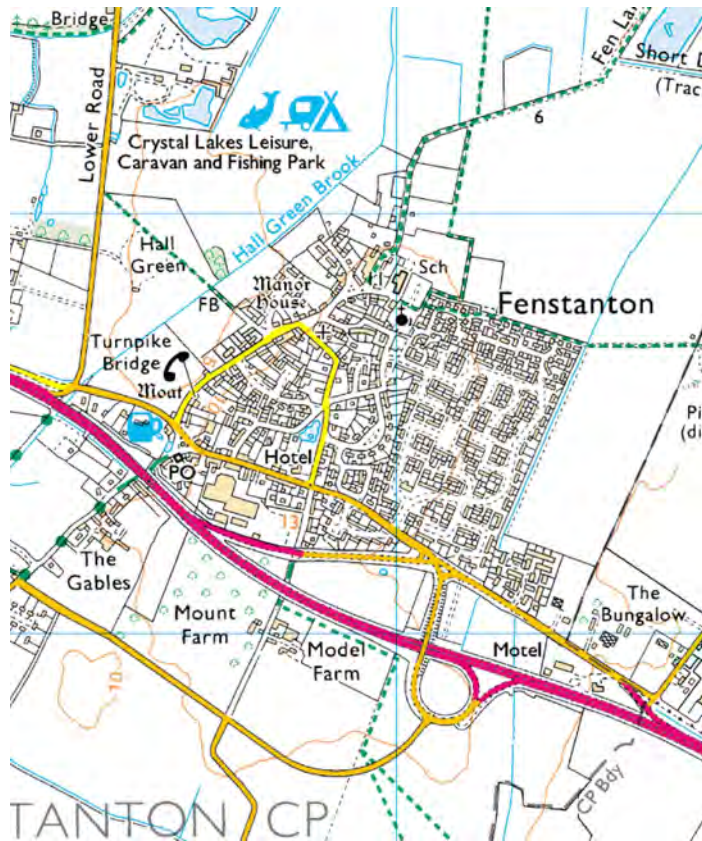 Bridge
Fen La
Short D
(Trac
Lower Road
6
Crystal Lakes Leisure,
Caravan and Fishing Park
Hall Green Brook
Hall
Green
Sch
Manor
House
Fenstanton
FB
Turnpike
Bridge
Moat
Pi
(di
Hotel
PO
13
The
Gables
The
Bungalow
Mount
Farm
Motel
Model
Farm
10
CP Bdy
TANTON CP